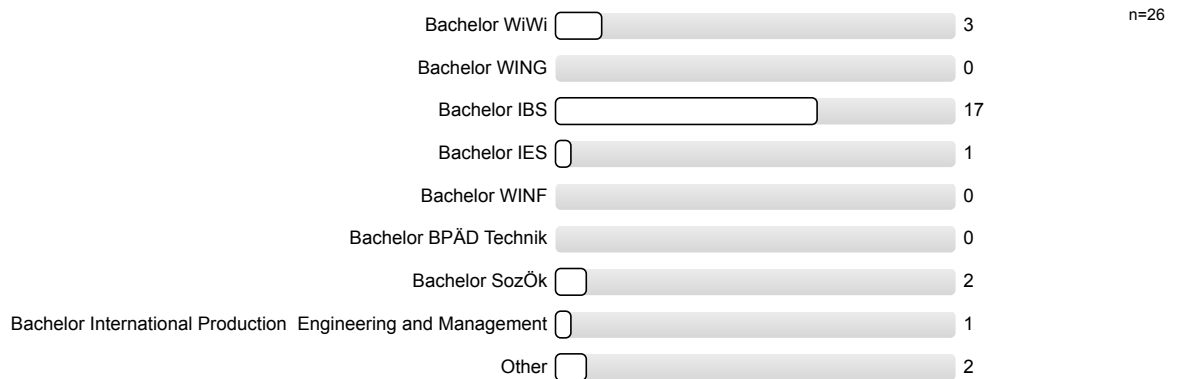 n=26
Bachelor WiWi 3
Bachelor WING 0
Bachelor IBS 17
Bachelor IES 1
Bachelor WINF 0
Bachelor BPÄD Technik 0
Bachelor SozÖk 2
Bachelor International Production  Engineering and Management 1
Other 2